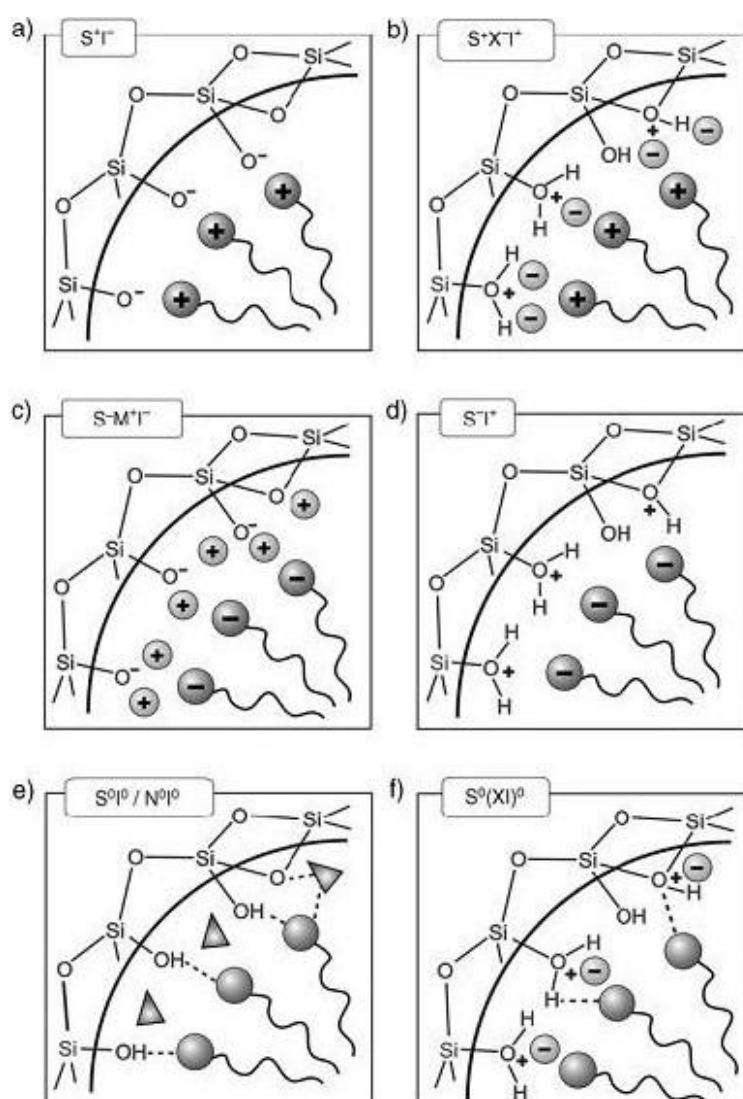 a)
S⁺I⁻
O
Si
O
Si
O
O⁻
Si
O⁻
O
+
+
Si
O⁻
+
b)
S⁺X⁻I⁺
O
Si
O
Si
O
H
+
−
OH
−
Si
O
H
+
H
−
+
O
+
H
−
Si
O
+
−
+
H
−
c)
S⁻M⁺I⁻
O
Si
O
Si
O
+
O⁻
+
+
Si
O⁻
−
O
+
−
+
Si
O⁻
−
+
d)
S⁻I⁺
O
Si
O
Si
O
+
H
OH
H
Si
O
+
−
O
H
−
H
Si
O
+
−
H
e)
S⁰I⁰ / N⁰I⁰
O
Si
O
Si
O
OH
Si
OH
O
Si
OH
f)
S⁰(XI)⁰
O
Si
O
Si
O
+
−
H
OH
H
Si
O
+
−
O
H
H
Si
O
+
−
H